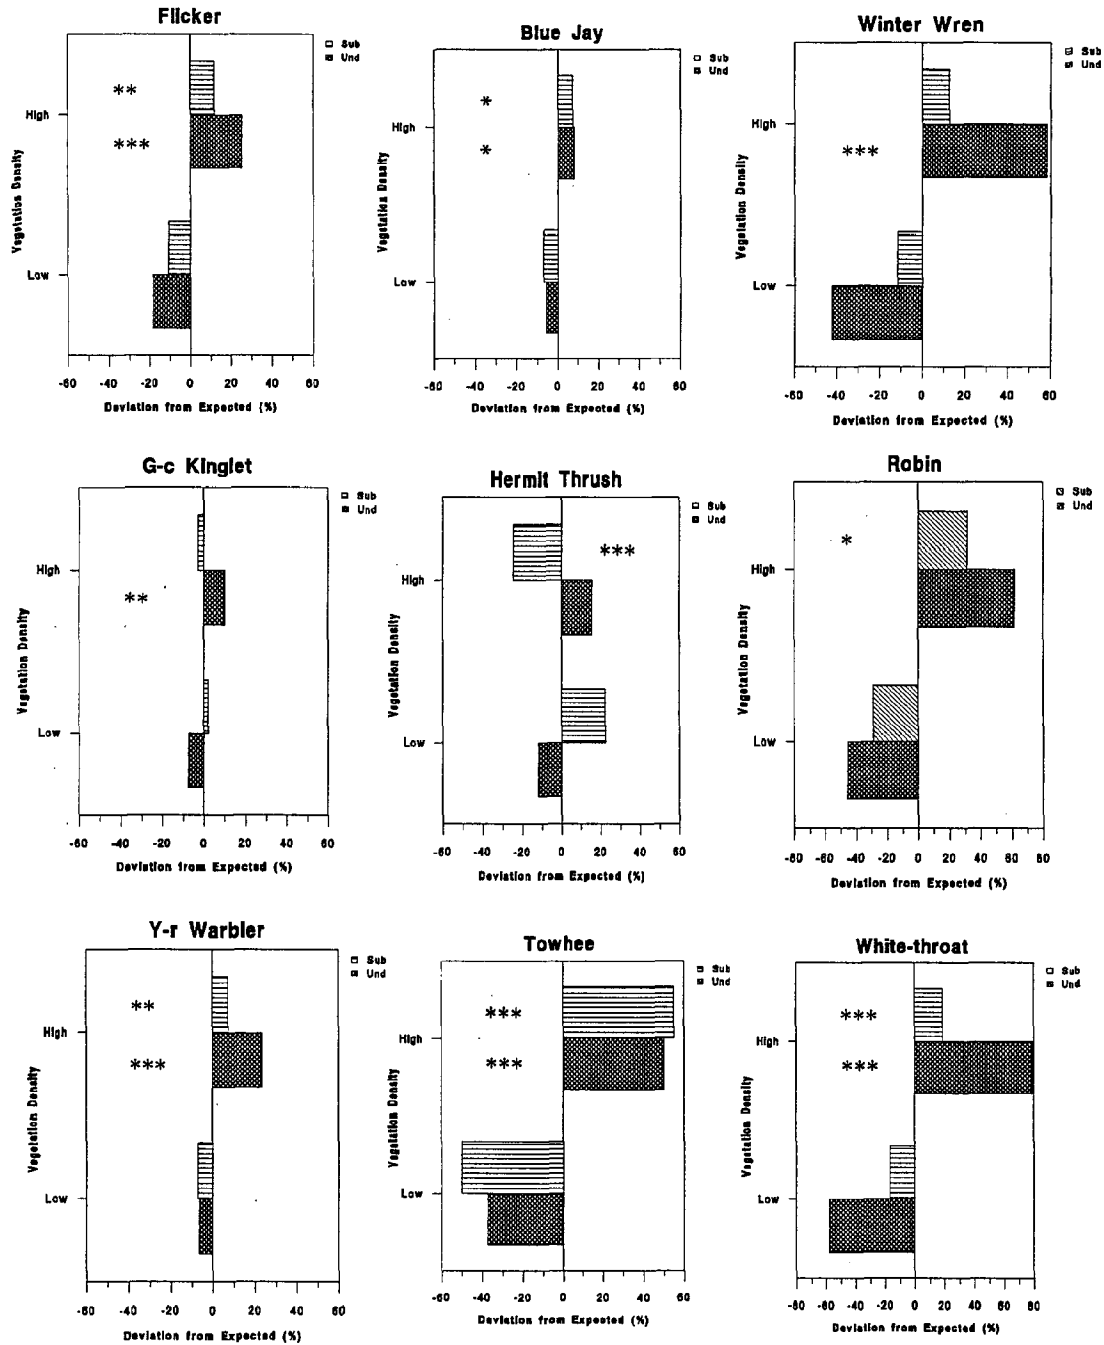 Flicker
Sub
Und
**
High
***
Vegetation Density
Low
-60 -40 -20 0 20 40 60
Deviation from Expected (%)
Blue Jay
Sub
Und
*
High
*
Vegetation Density
Low
-60 -40 -20 0 20 40 60
Deviation from Expected (%)
Winter Wren
Sub
Und
High
***
Vegetation Density
Low
-60 -40 -20 0 20 40 60
Deviation from Expected (%)
G-c Kinglet
Sub
Und
High
**
Vegetation Density
Low
-60 -40 -20 0 20 40 60
Deviation from Expected (%)
Hermit Thrush
Sub
Und
***
High
Vegetation Density
Low
-60 -40 -20 0 20 40 60
Deviation from Expected (%)
Robin
Sub
Und
*
High
Vegetation Density
Low
-80 -60 -40 -20 0 20 40 60 80
Deviation from Expected (%)
Y-r Warbler
Sub
Und
**
High
***
Vegetation Density
Low
-60 -40 -20 0 20 40 60
Deviation from Expected (%)
Towhee
Sub
Und
***
High
***
Vegetation Density
Low
-60 -40 -20 0 20 40 60
Deviation from Expected (%)
White-throat
Sub
Und
***
High
***
Vegetation Density
Low
-80 -60 -40 -20 0 20 40 60 80
Deviation from Expected (%)